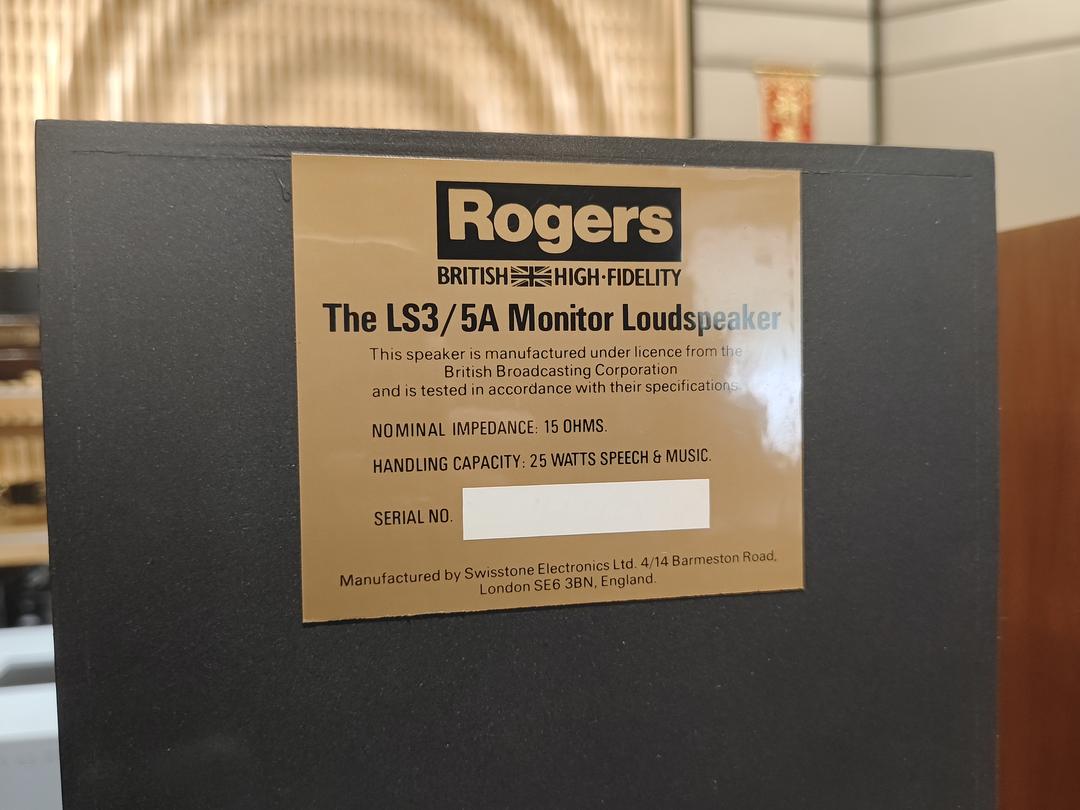 Rogers
BRITISH HIGH·FIDELITY
The LS3/5A Monitor Loudspeaker
This speaker is manufactured under licence from the
British Broadcasting Corporation
and is tested in accordance with their specifications.
NOMINAL IMPEDANCE: 15 OHMS.
HANDLING CAPACITY: 25 WATTS SPEECH & MUSIC.
SERIAL NO.
Manufactured by Swisstone Electronics Ltd. 4/14 Barmeston Road,
London SE6 3BN, England.